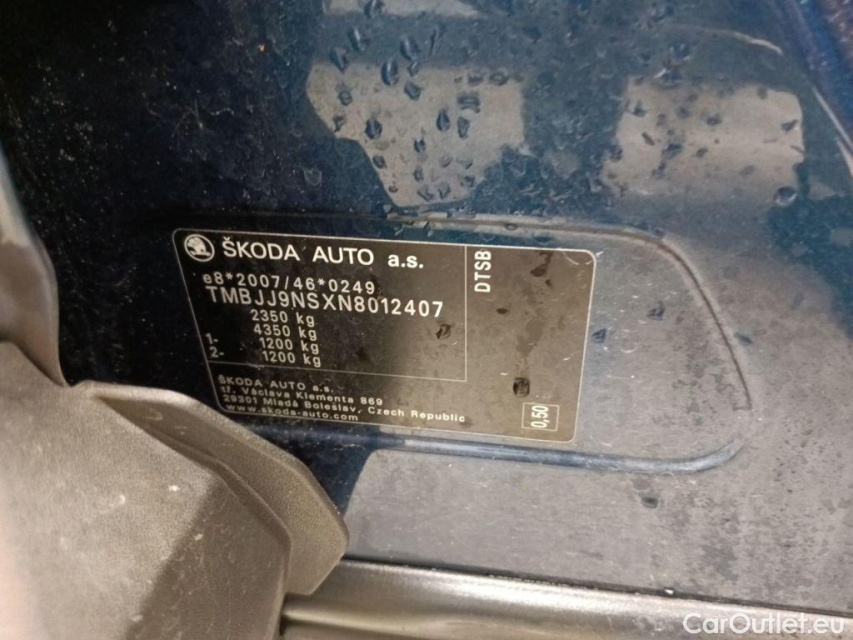 ŠKODA AUTO a.s.
e8*2007/46*0249
TMBJJ9NSXN8012407
2350 kg
4350 kg
1- 1200 kg
2- 1200 kg
ŠKODA AUTO a.s.
tř. Václava Klementa 869
29301 Mladá Boleslav, Czech Republic
www.skoda-auto.com
DTSB
0,50
CarOutlet.eu